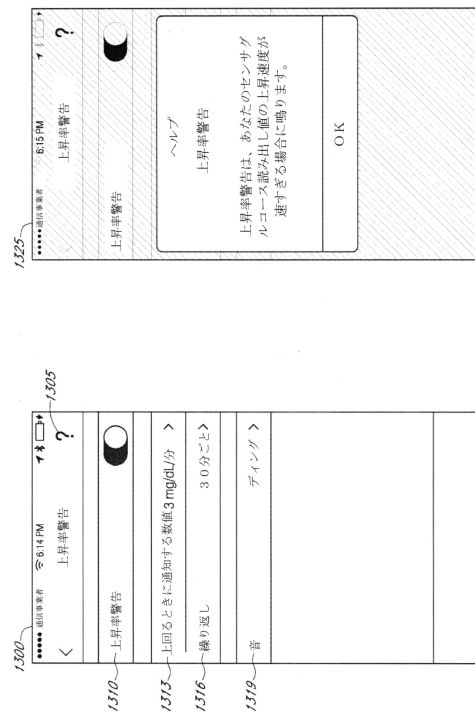 1300
●●●●● 通信事業者 6:14 PM
< 上昇率警告 ?
1305
1310 上昇率警告
1313 上回るときに通知する数値 3 mg/dL/分 >
1316 繰り返し 30分ごと>
1319 音 ディング >
1325
●●●●● 通信事業者 6:15 PM
上昇率警告 ?
上昇率警告
ヘルプ
上昇率警告
上昇率警告は、あなたのセンサグ
ルコース読み出し値の上昇速度が
速すぎる場合に鳴ります。
OK